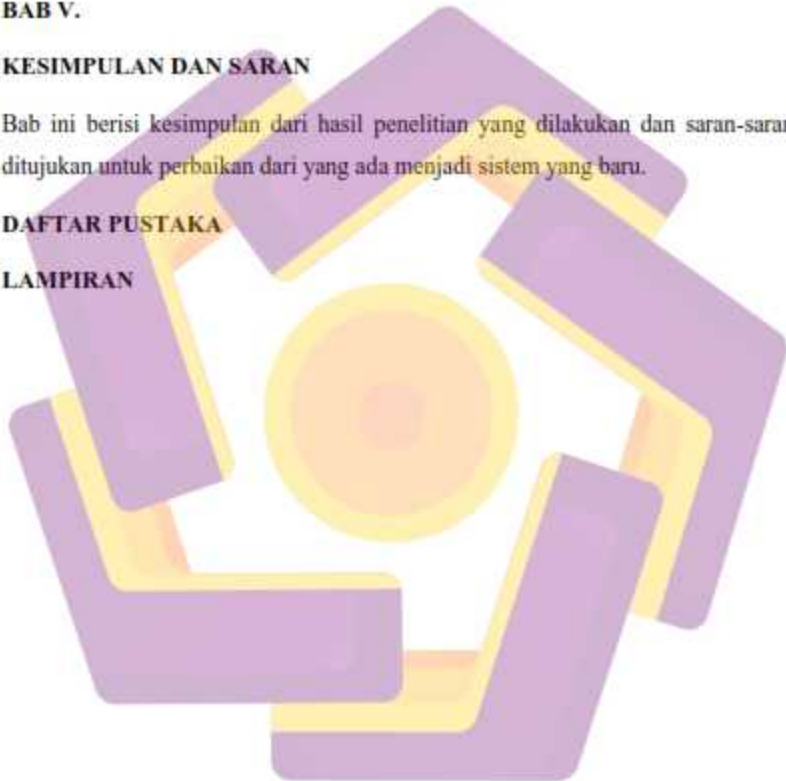 BAB V.
KESIMPULAN DAN SARAN
Bab ini berisi kesimpulan dari hasil penelitian yang dilakukan dan saran-saran
ditujukan untuk perbaikan dari yang ada menjadi sistem yang baru.
DAFTAR PUSTAKA
LAMPIRAN